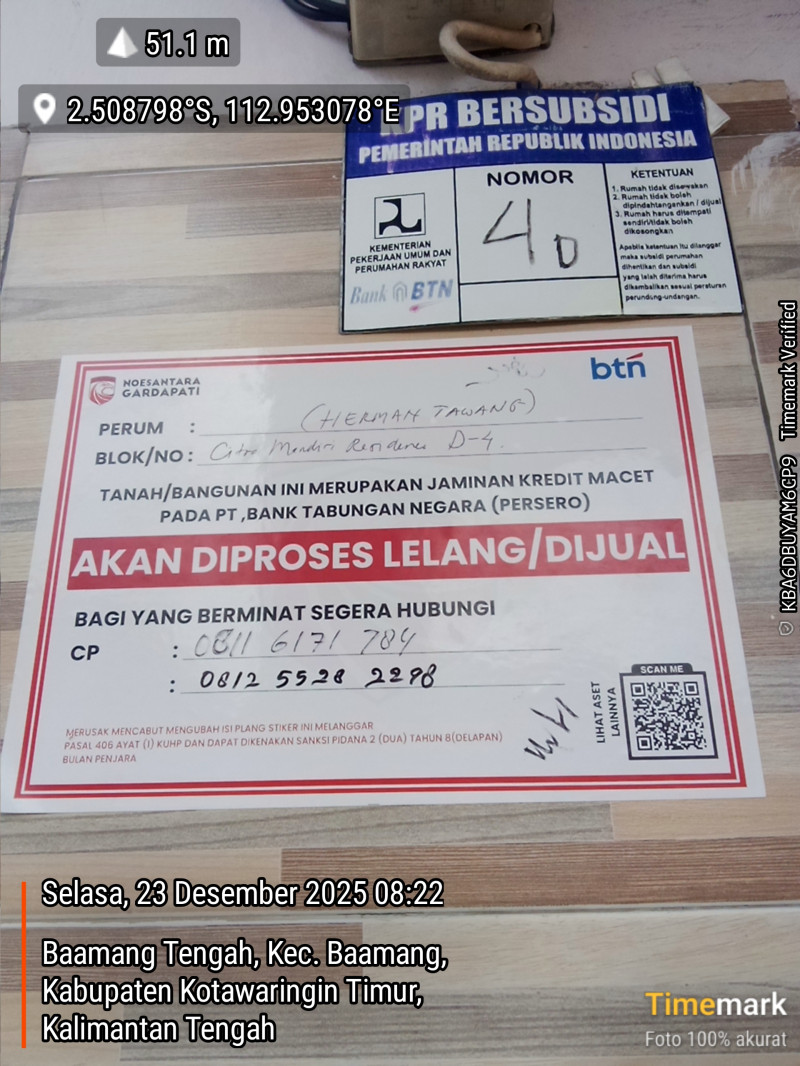 51.1 m
2.508798°S, 112.953078°E
KPR BERSUBSIDI
PEMERINTAH REPUBLIK INDONESIA
KEMENTERIAN
PEKERJAAN UMUM DAN
PERUMAHAN RAKYAT
Bank BTN
NOMOR
4D
KETENTUAN
1. Rumah tidak disewakan
2. Rumah tidak boleh
dipindahtangankan / dijual
3. Rumah harus ditempati
sendiri/tidak boleh
dikosongkan
Apabila ketentuan itu dilanggar
maka subsidi perumahan
dihentikan dan subsidi
yang telah diterima harus
dikembalikan sesuai peraturan
perundung-undangan.
NOESANTARA
GARDAPATI
btn
PERUM : (HERMAN TAWANG)
BLOK/NO : Citra Mandiri Residence D-4.
TANAH/BANGUNAN INI MERUPAKAN JAMINAN KREDIT MACET
PADA PT ,BANK TABUNGAN NEGARA (PERSERO)
AKAN DIPROSES LELANG/DIJUAL
BAGI YANG BERMINAT SEGERA HUBUNGI
CP : 0811 6171 784
: 0812 5528 2298
MERUSAK MENCABUT MENGUBAH ISI PLANG STIKER INI MELANGGAR
PASAL 406 AYAT (I) KUHP DAN DAPAT DIKENAKAN SANKSI PIDANA 2 (DUA) TAHUN 8(DELAPAN)
BULAN PENJARA
LIHAT ASET
LAINNYA
SCAN ME
KBA6DBUYAM6CP9 Timemark Verified
Selasa, 23 Desember 2025 08:22
Baamang Tengah, Kec. Baamang,
Kabupaten Kotawaringin Timur,
Kalimantan Tengah
Timemark
Foto 100% akurat